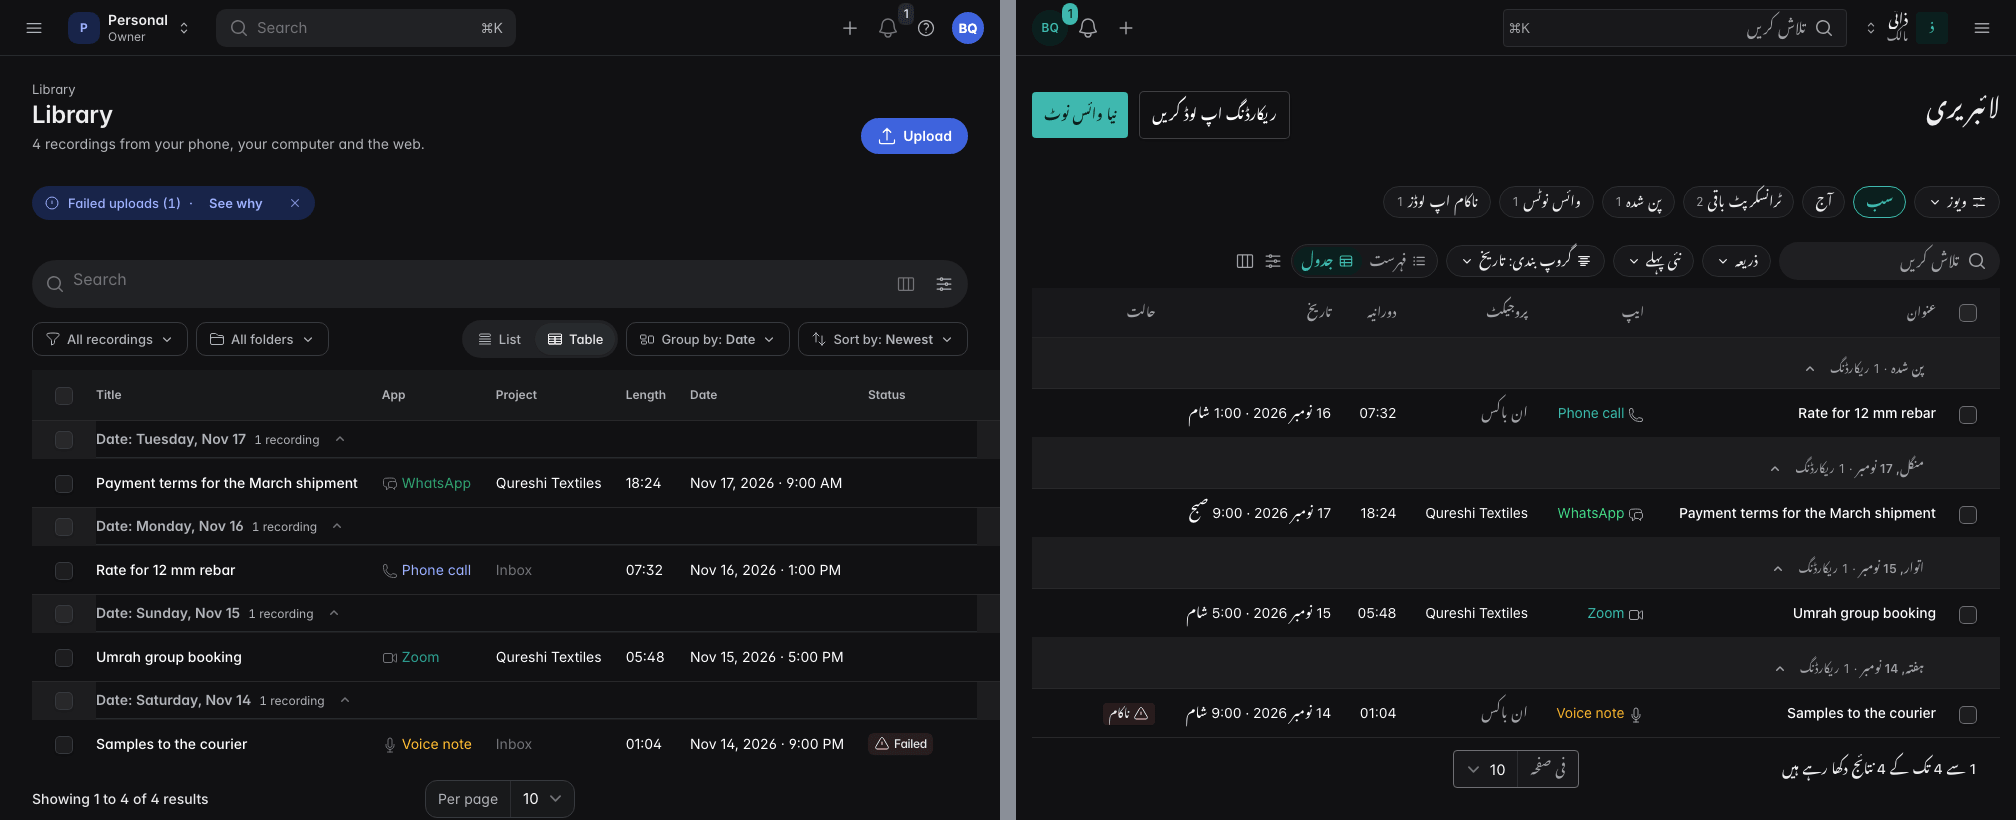 P Personal
Owner
Search ⌘K
1
BQ
Library
Library
4 recordings from your phone, your computer and the web.
Upload
Failed uploads (1) · See why
Search
All recordings
All folders
List
Table
Group by: Date
Sort by: Newest
Title App Project Length Date Status
Date: Tuesday, Nov 17 1 recording
Payment terms for the March shipment WhatsApp Qureshi Textiles 18:24 Nov 17, 2026 · 9:00 AM
Date: Monday, Nov 16 1 recording
Rate for 12 mm rebar Phone call Inbox 07:32 Nov 16, 2026 · 1:00 PM
Date: Sunday, Nov 15 1 recording
Umrah group booking Zoom Qureshi Textiles 05:48 Nov 15, 2026 · 5:00 PM
Date: Saturday, Nov 14 1 recording
Samples to the courier Voice note Inbox 01:04 Nov 14, 2026 · 9:00 PM Failed
Showing 1 to 4 of 4 results
Per page 10
ذ ذاتی
مالک
تلاش کریں ⌘K
1
BQ
لائبریری
ریکارڈنگ اپ لوڈ کریں
نیا وائس نوٹ
ویوز
سب
آج
ٹرانسکرپٹ باقی 2
پن شدہ 1
وائس نوٹس 1
ناکام اپ لوڈز 1
تلاش کریں
ذریعہ
نئی پہلے
گروپ بندی: تاریخ
فہرست
جدول
عنوان ایپ پروجیکٹ دورانیہ تاریخ حالت
پن شدہ · 1 ریکارڈنگ
Rate for 12 mm rebar Phone call ان باکس 07:32 16 نومبر 2026 · 1:00 شام
منگل, 17 نومبر · 1 ریکارڈنگ
Payment terms for the March shipment WhatsApp Qureshi Textiles 18:24 17 نومبر 2026 · 9:00 صبح
اتوار, 15 نومبر · 1 ریکارڈنگ
Umrah group booking Zoom Qureshi Textiles 05:48 15 نومبر 2026 · 5:00 شام
ہفتہ, 14 نومبر · 1 ریکارڈنگ
Samples to the courier Voice note ان باکس 01:04 14 نومبر 2026 · 9:00 شام ناکام
1 سے 4 تک کے 4 نتائج دکھا رہے ہیں
فی صفحہ 10